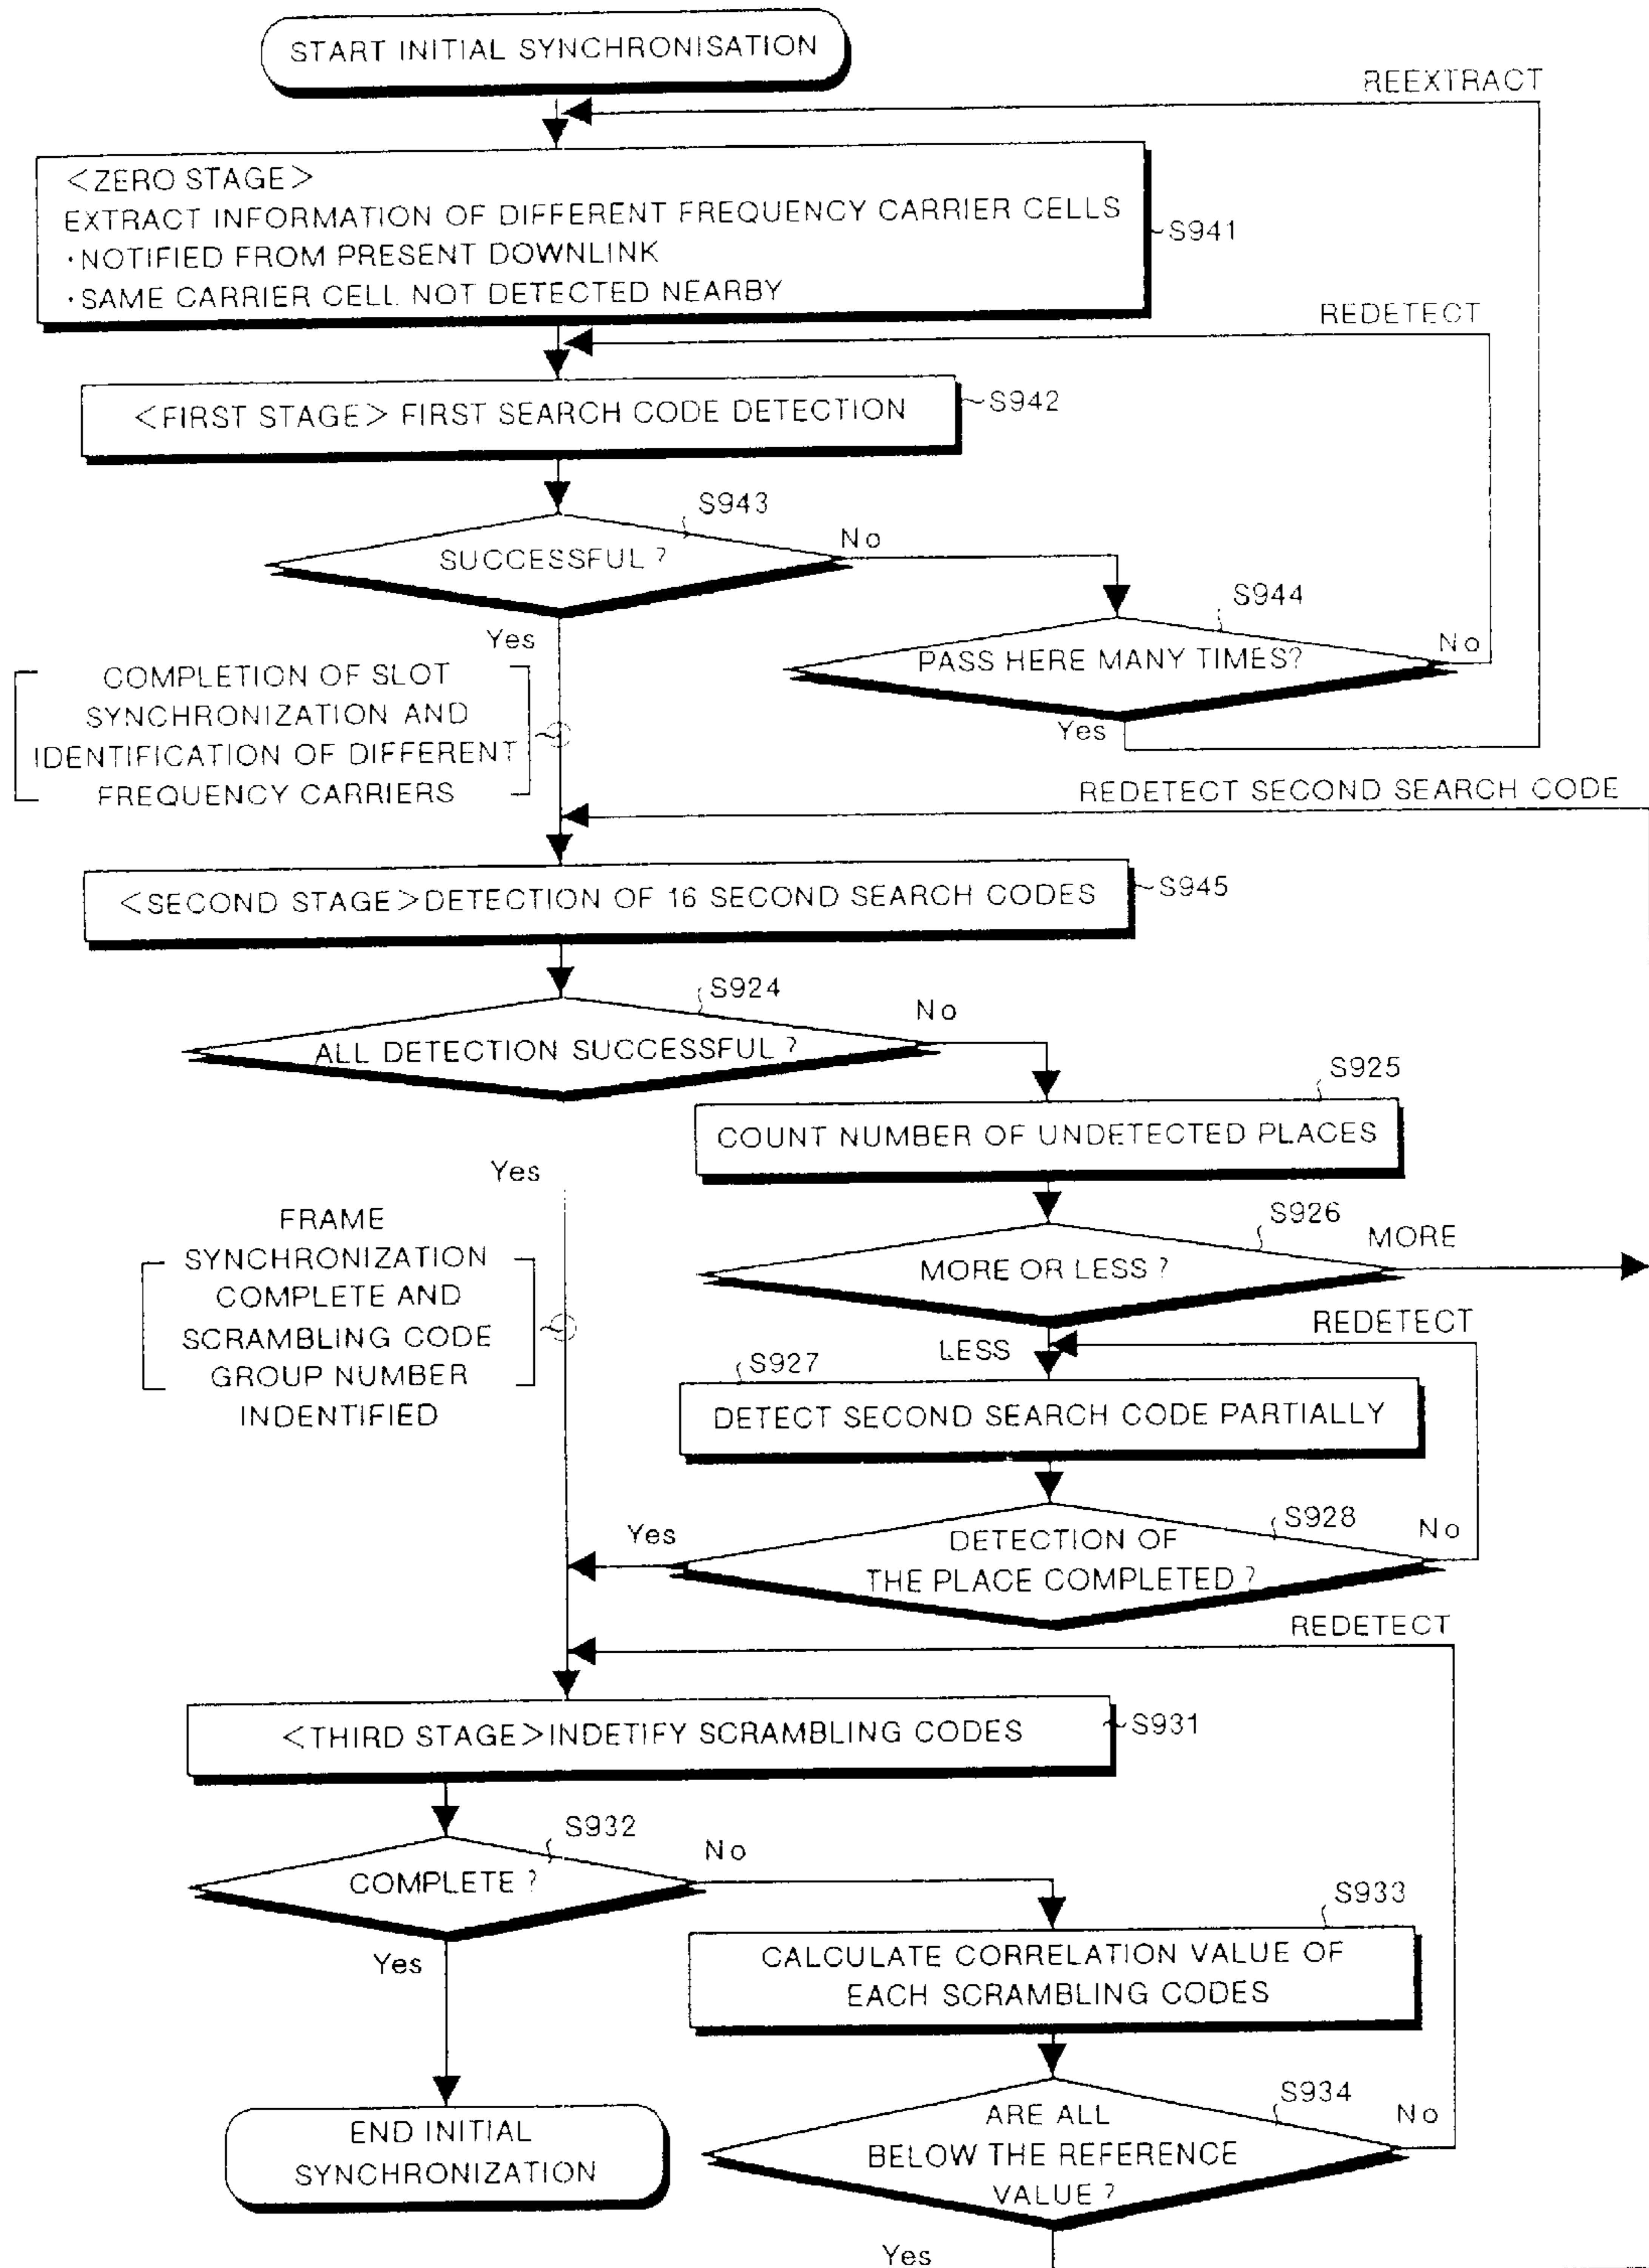 START INITIAL SYNCHRONISATION
REEXTRACT
<ZERO STAGE>
EXTRACT INFORMATION OF DIFFERENT FREQUENCY CARRIER CELLS
·NOTIFIED FROM PRESENT DOWNLINK
·SAME CARRIER CELL NOT DETECTED NEARBY
S941
REDETECT
<FIRST STAGE> FIRST SEARCH CODE DETECTION
S942
S943
SUCCESSFUL ?
No
S944
PASS HERE MANY TIMES?
No
Yes
Yes
COMPLETION OF SLOT
SYNCHRONIZATION AND
IDENTIFICATION OF DIFFERENT
FREQUENCY CARRIERS
REDETECT SECOND SEARCH CODE
<SECOND STAGE>DETECTION OF 16 SECOND SEARCH CODES
S945
S924
ALL DETECTION SUCCESSFUL ?
No
S925
COUNT NUMBER OF UNDETECTED PLACES
Yes
FRAME
SYNCHRONIZATION
COMPLETE AND
SCRAMBLING CODE
GROUP NUMBER
INDENTIFIED
S926
MORE OR LESS ?
MORE
LESS
REDETECT
S927
DETECT SECOND SEARCH CODE PARTIALLY
S928
DETECTION OF
THE PLACE COMPLETED ?
Yes
No
REDETECT
<THIRD STAGE>INDETIFY SCRAMBLING CODES
S931
S932
COMPLETE ?
No
Yes
S933
CALCULATE CORRELATION VALUE OF
EACH SCRAMBLING CODES
S934
ARE ALL
BELOW THE REFERENCE
VALUE ?
No
Yes
END INITIAL
SYNCHRONIZATION